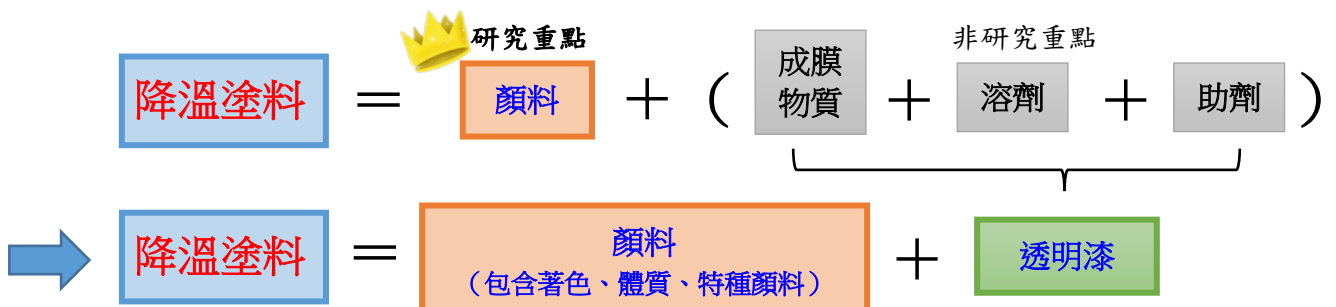 研究重點
非研究重點
降溫塗料 = 顏料 + ( 成膜物質 + 溶劑 + 助劑 )
降溫塗料 = 顏料 + 透明漆
（包含著色、體質、特種顏料）